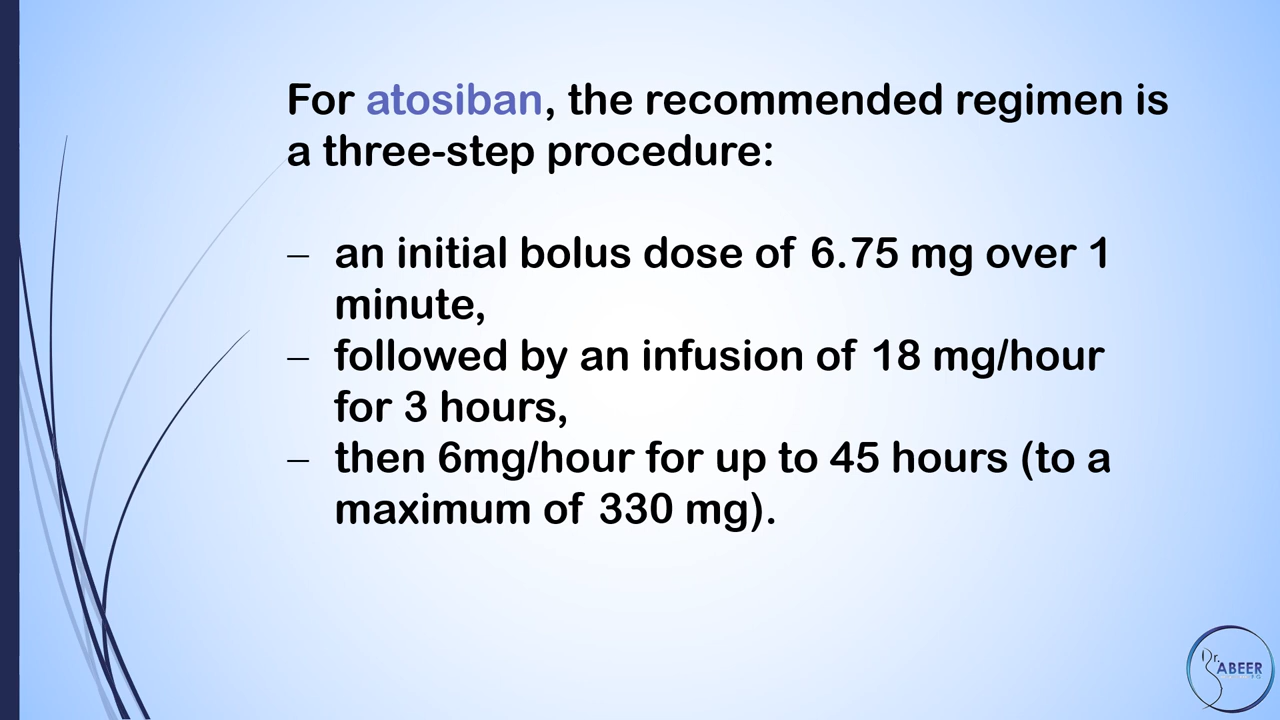 For atosiban, the recommended regimen is
a three-step procedure:
– an initial bolus dose of 6.75 mg over 1
minute,
– followed by an infusion of 18 mg/hour
for 3 hours,
– then 6mg/hour for up to 45 hours (to a
maximum of 330 mg).
Dr.
ABEER